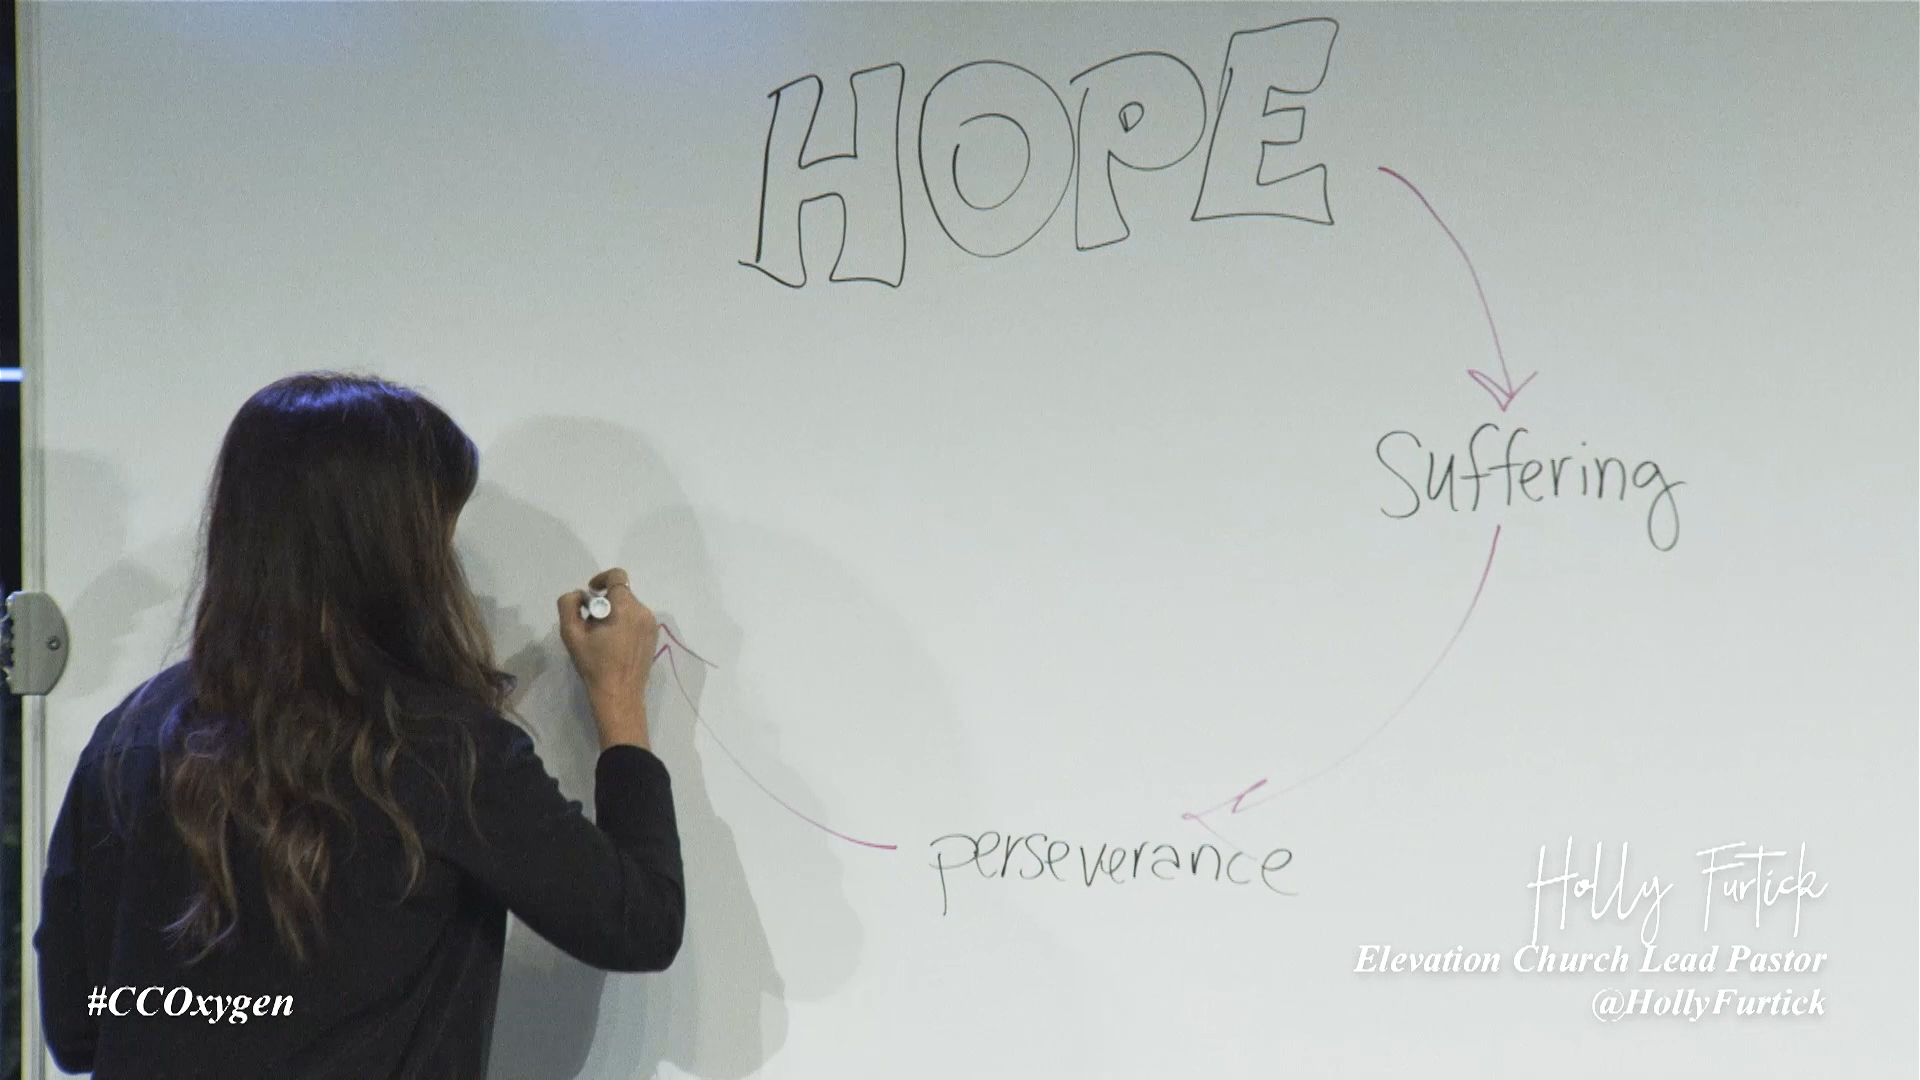 HOPE
Suffering
perseverance
Holly Furtick
Elevation Church Lead Pastor
@HollyFurtick
#CCOxygen